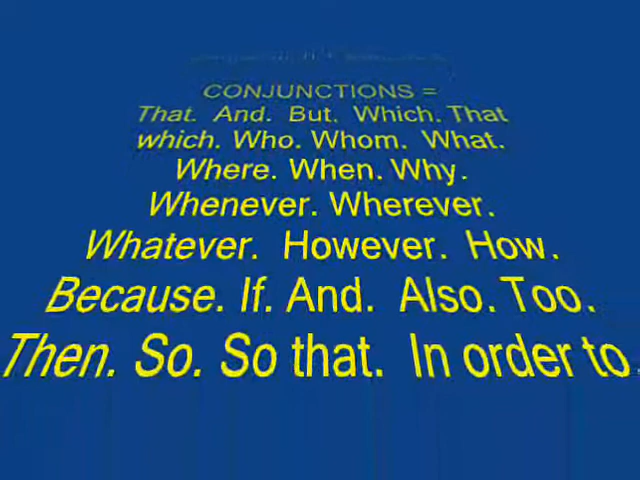 CONJUNCTIONS =
That. And. But. Which. That
which. Who. Whom. What.
Where. When. Why.
Whenever. Wherever.
Whatever. However. How.
Because. If. And. Also. Too.
Then. So. So that. In order to.